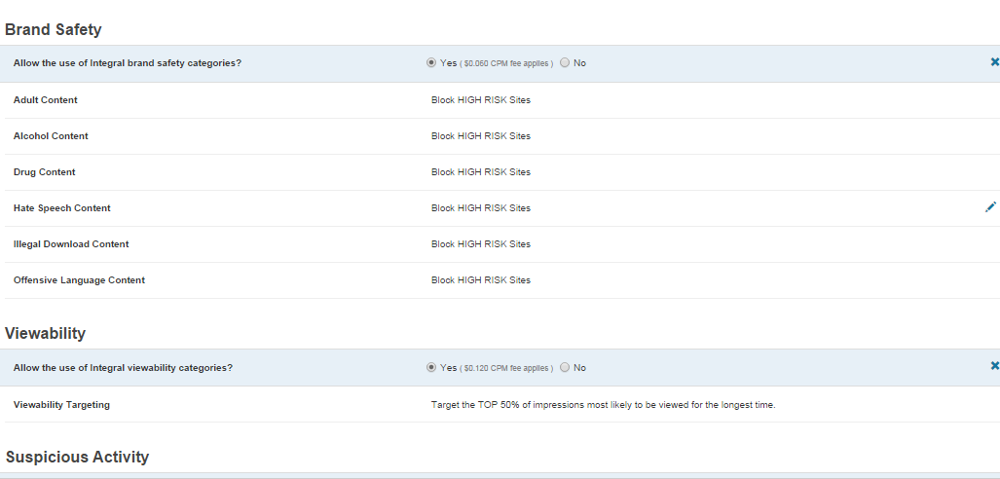 Brand Safety
Allow the use of Integral brand safety categories? Yes ( $0.060 CPM fee applies ) No
Adult Content Block HIGH RISK Sites
Alcohol Content Block HIGH RISK Sites
Drug Content Block HIGH RISK Sites
Hate Speech Content Block HIGH RISK Sites
Illegal Download Content Block HIGH RISK Sites
Offensive Language Content Block HIGH RISK Sites
Viewability
Allow the use of Integral viewability categories? Yes ( $0.120 CPM fee applies ) No
Viewability Targeting Target the TOP 50% of impressions most likely to be viewed for the longest time.
Suspicious Activity